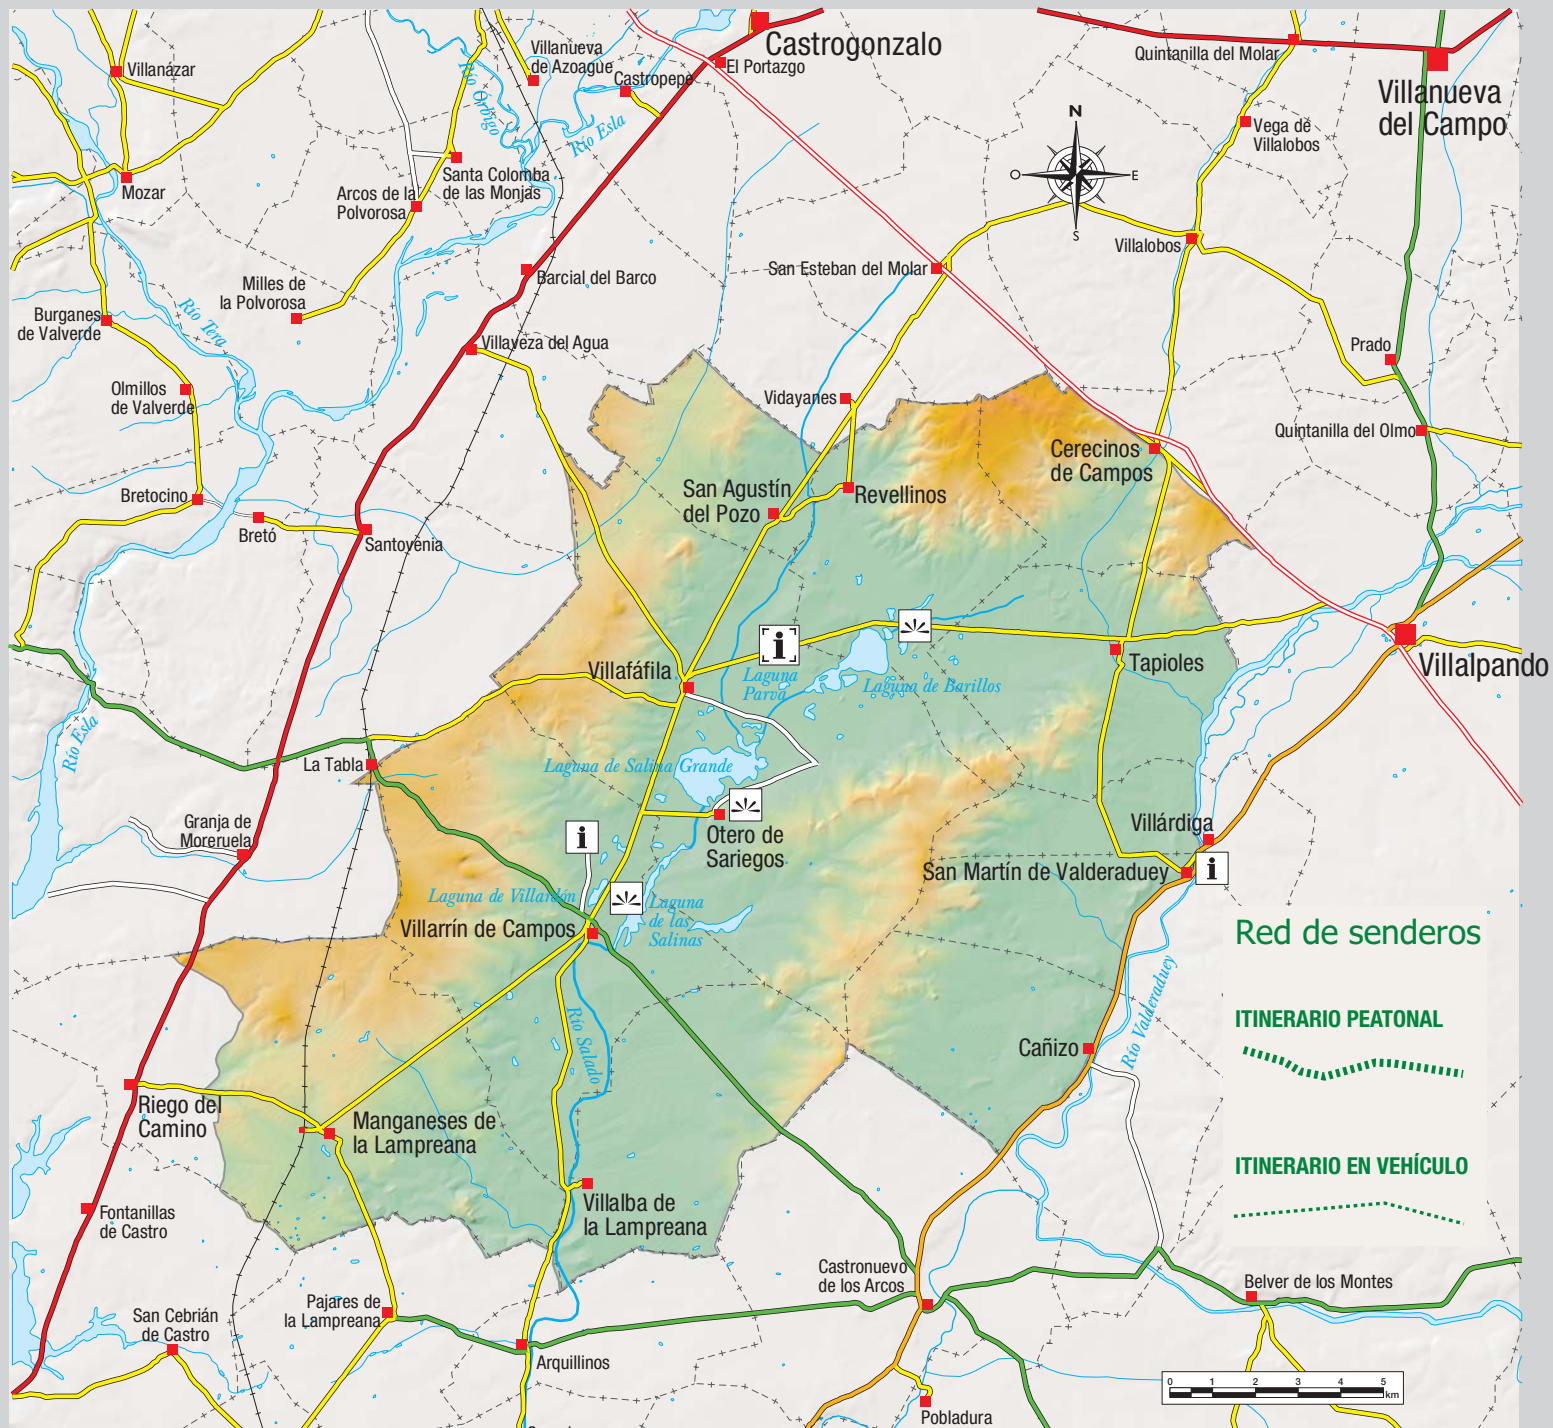 Castrogonzalo
El Portazgo
Quintanilla del Molar
Villanueva
del Campo
Villanázar
Villanueva
de Azoague
Castropepe
Río Órbigo
Río Esla
Vega de
Villalobos
N
O
E
S
Mozar
Santa Colomba
de las Monjas
Arcos de la
Polvorosa
Villalobos
San Esteban del Molar
Barcial del Barco
Milles de
la Polvorosa
Río Tera
Burganes
de Valverde
Villaveza del Agua
Prado
Olmillos
de Valverde
Vidayanes
Quintanilla del Olmo
Cerecinos
de Campos
San Agustín
del Pozo
Revellinos
Bretocino
Bretó
Santovenia
i
Villafáfila
Laguna
Parva
Laguna de Barillos
Tapioles
Villalpando
Río Esla
La Tabla
Laguna de Salina Grande
Granja de
Moreruela
i
Otero de
Sariegos
Villárdiga
San Martín de Valderaduey
i
Laguna de Villardón
Laguna
de las
Salinas
Villarrín de Campos
Red de senderos
Río Valderaduey
ITINERARIO PEATONAL
Río Salado
Cañizo
Riego del
Camino
Manganeses de
la Lampreana
ITINERARIO EN VEHÍCULO
Villalba de
la Lampreana
Fontanillas
de Castro
Castronuevo
de los Arcos
Belver de los Montes
Pajares de
la Lampreana
San Cebrián
de Castro
Arquillinos
0 1 2 3 4 5
km
Pobladura